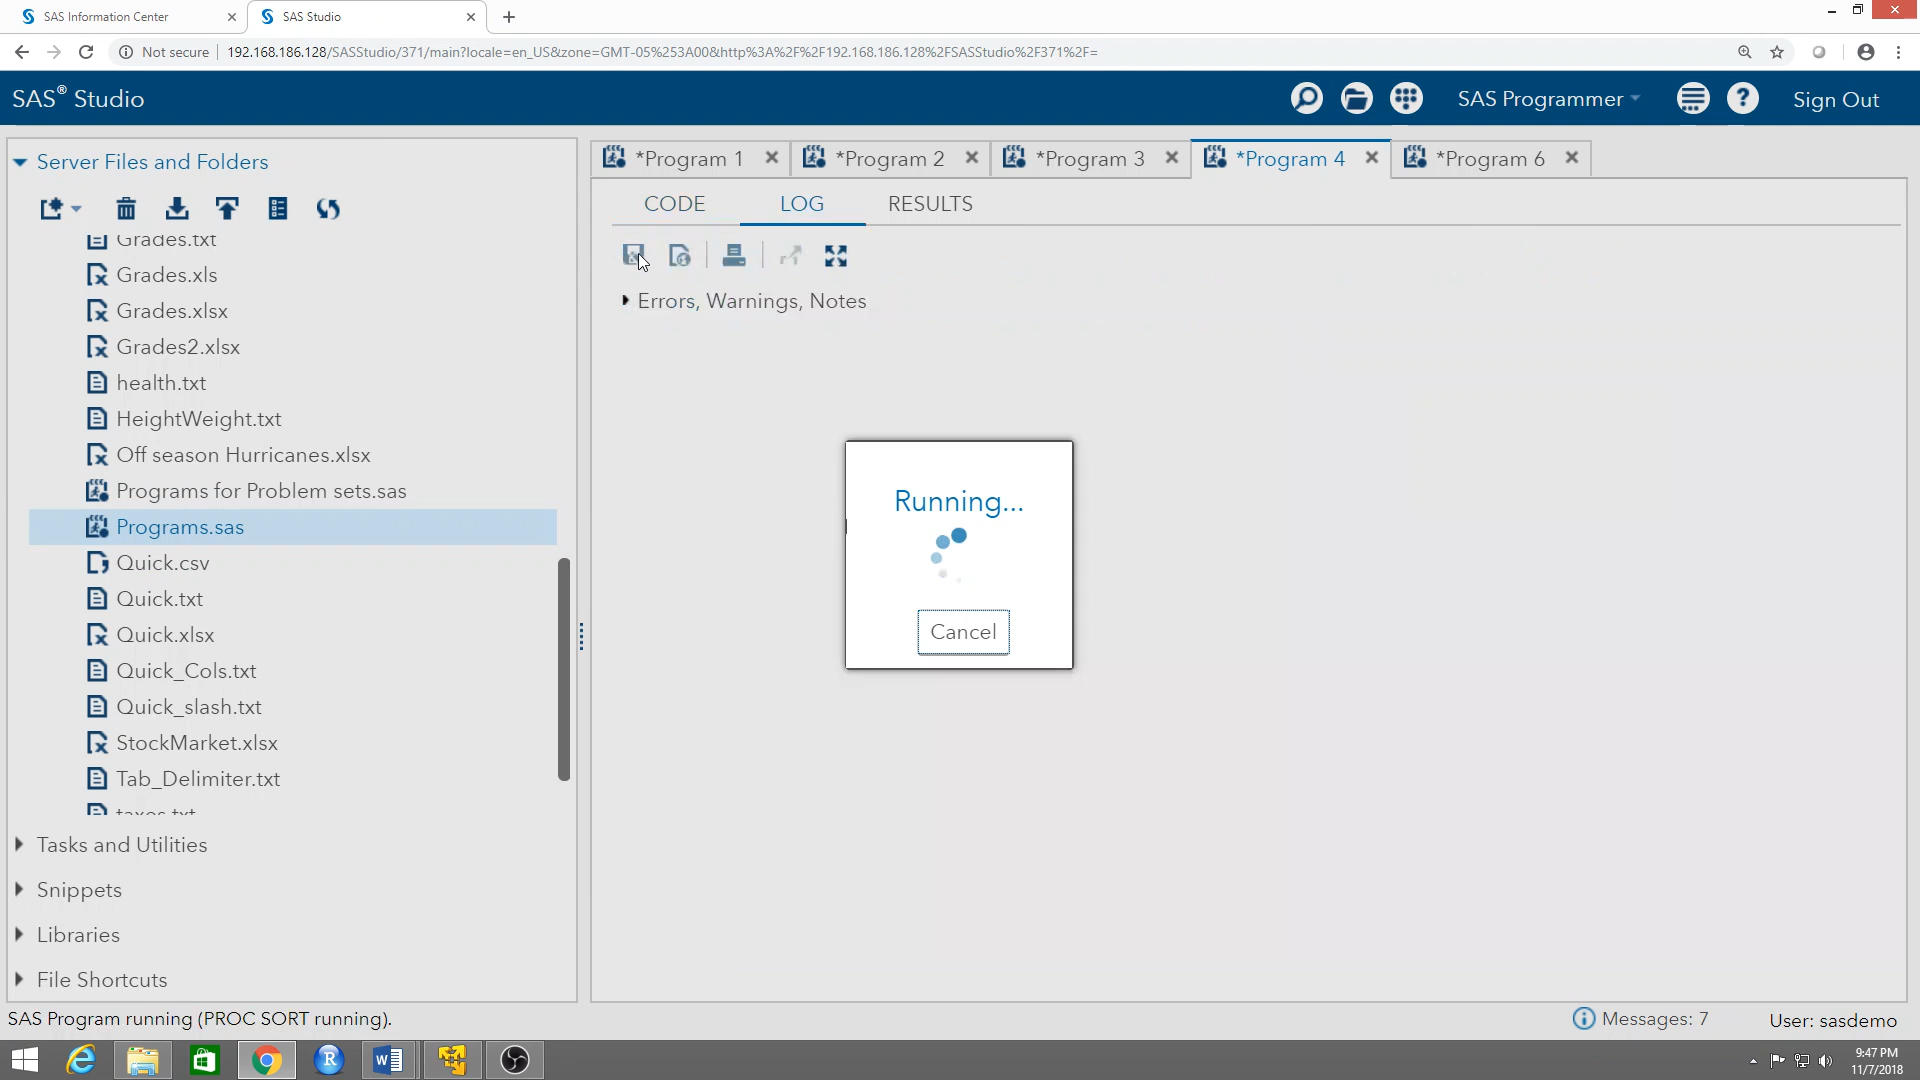 SAS Information Center
SAS Studio
Not secure
192.168.186.128/SASStudio/371/main?locale=en_US&zone=GMT-05%253A00&http%3A%2F%2F192.168.186.128%2FSASStudio%2F371%2F=
SAS® Studio
SAS Programmer
Sign Out
Server Files and Folders
*Program 1
*Program 2
*Program 3
*Program 4
*Program 6
CODE
LOG
RESULTS
Errors, Warnings, Notes
Grades.txt
Grades.xls
Grades.xlsx
Grades2.xlsx
health.txt
HeightWeight.txt
Off season Hurricanes.xlsx
Programs for Problem sets.sas
Programs.sas
Quick.csv
Quick.txt
Quick.xlsx
Quick_Cols.txt
Quick_slash.txt
StockMarket.xlsx
Tab_Delimiter.txt
taxes.txt
Running...
Cancel
Tasks and Utilities
Snippets
Libraries
File Shortcuts
SAS Program running (PROC SORT running).
Messages: 7
User: sasdemo
9:47 PM
11/7/2018